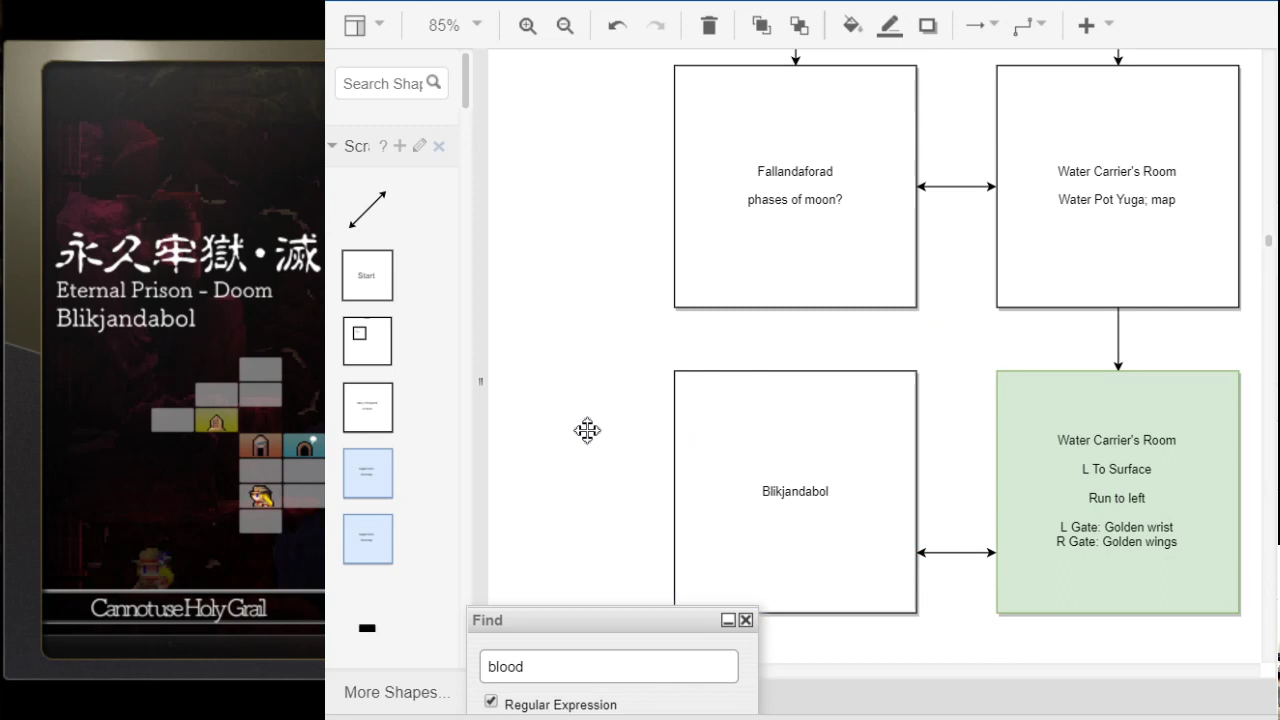 永久牢獄・滅
Eternal Prison - Doom
Blikjandabol
Cannot use Holy Grail
85%
Search Shap
Scr
?
Start
More Shapes...
Fallandaforad
phases of moon?
Water Carrier's Room
Water Pot Yuga; map
Blikjandabol
Water Carrier's Room
L To Surface
Run to left
L Gate: Golden wrist
R Gate: Golden wings
Find
blood
Regular Expression